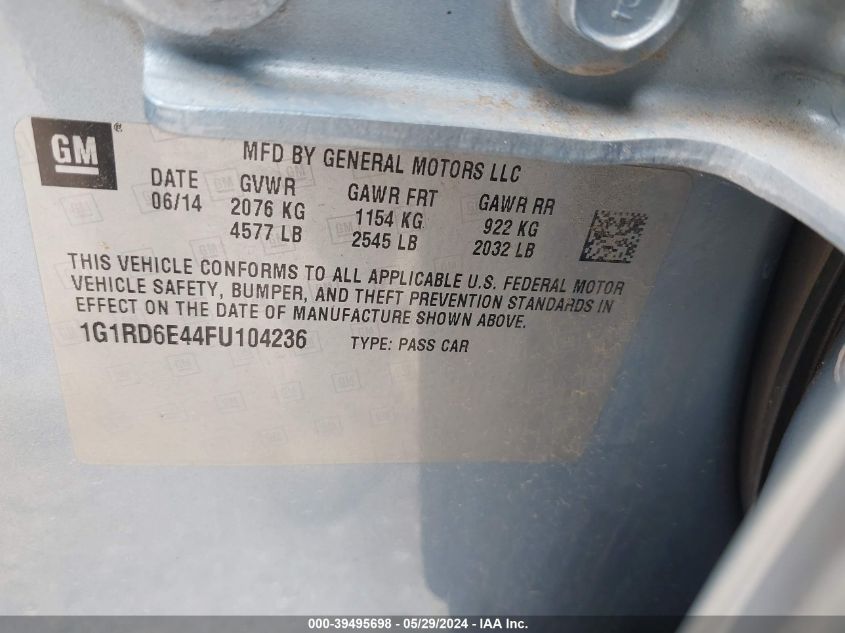 GM®
MFD BY GENERAL MOTORS LLC
DATE GVWR GAWR FRT GAWR RR
06/14 2076 KG 1154 KG 922 KG
4577 LB 2545 LB 2032 LB
THIS VEHICLE CONFORMS TO ALL APPLICABLE U.S. FEDERAL MOTOR
VEHICLE SAFETY, BUMPER, AND THEFT PREVENTION STANDARDS IN
EFFECT ON THE DATE OF MANUFACTURE SHOWN ABOVE.
1G1RD6E44FU104236 TYPE: PASS CAR
000-39495698 - 05/29/2024 - IAA Inc.